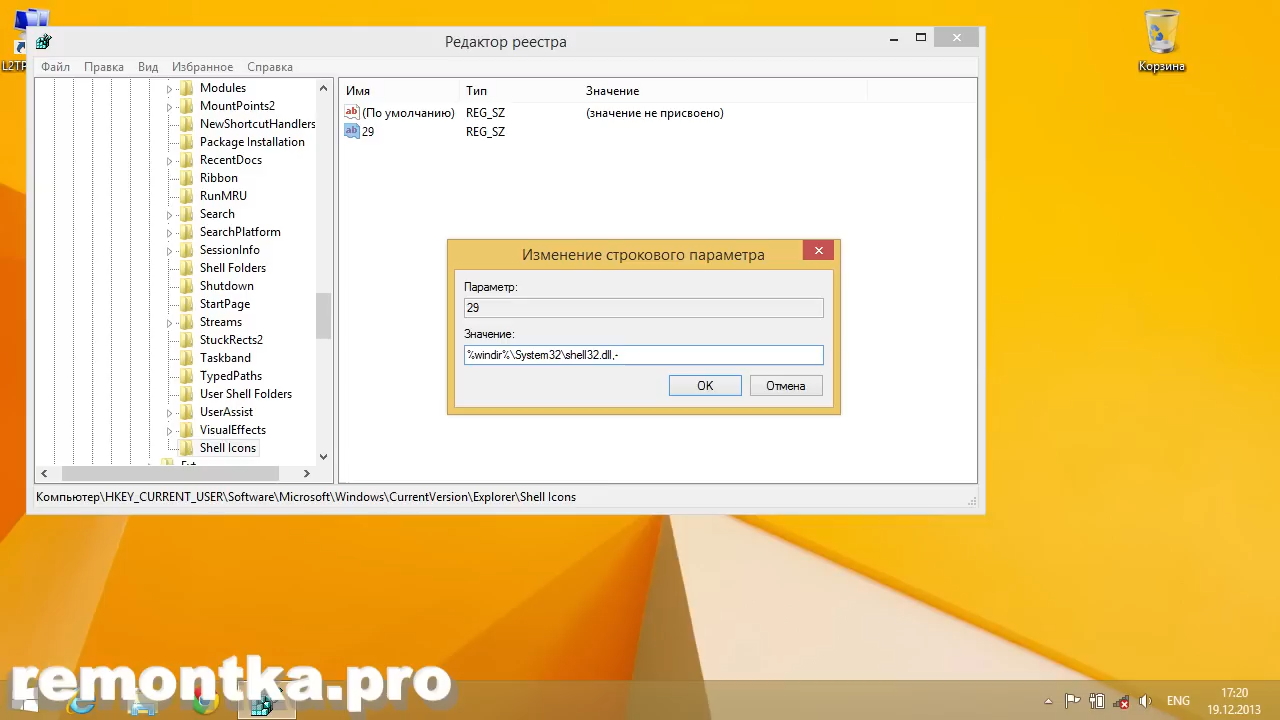 L2TP
Редактор реестра
Корзина
Файл Правка Вид Избранное Справка
Modules
MountPoints2
NewShortcutHandlers
Package Installation
RecentDocs
Ribbon
RunMRU
Search
SearchPlatform
SessionInfo
Shell Folders
Shutdown
StartPage
Streams
StuckRects2
Taskband
TypedPaths
User Shell Folders
UserAssist
VisualEffects
Shell Icons
Ext
Имя Тип Значение
ab (По умолчанию) REG_SZ (значение не присвоено)
ab 29 REG_SZ
Изменение строкового параметра
Параметр:
29
Значение:
%windir%\System32\shell32.dll,-
OK Отмена
Компьютер\HKEY_CURRENT_USER\Software\Microsoft\Windows\CurrentVersion\Explorer\Shell Icons
remontka.pro
ENG
17:20
19.12.2013